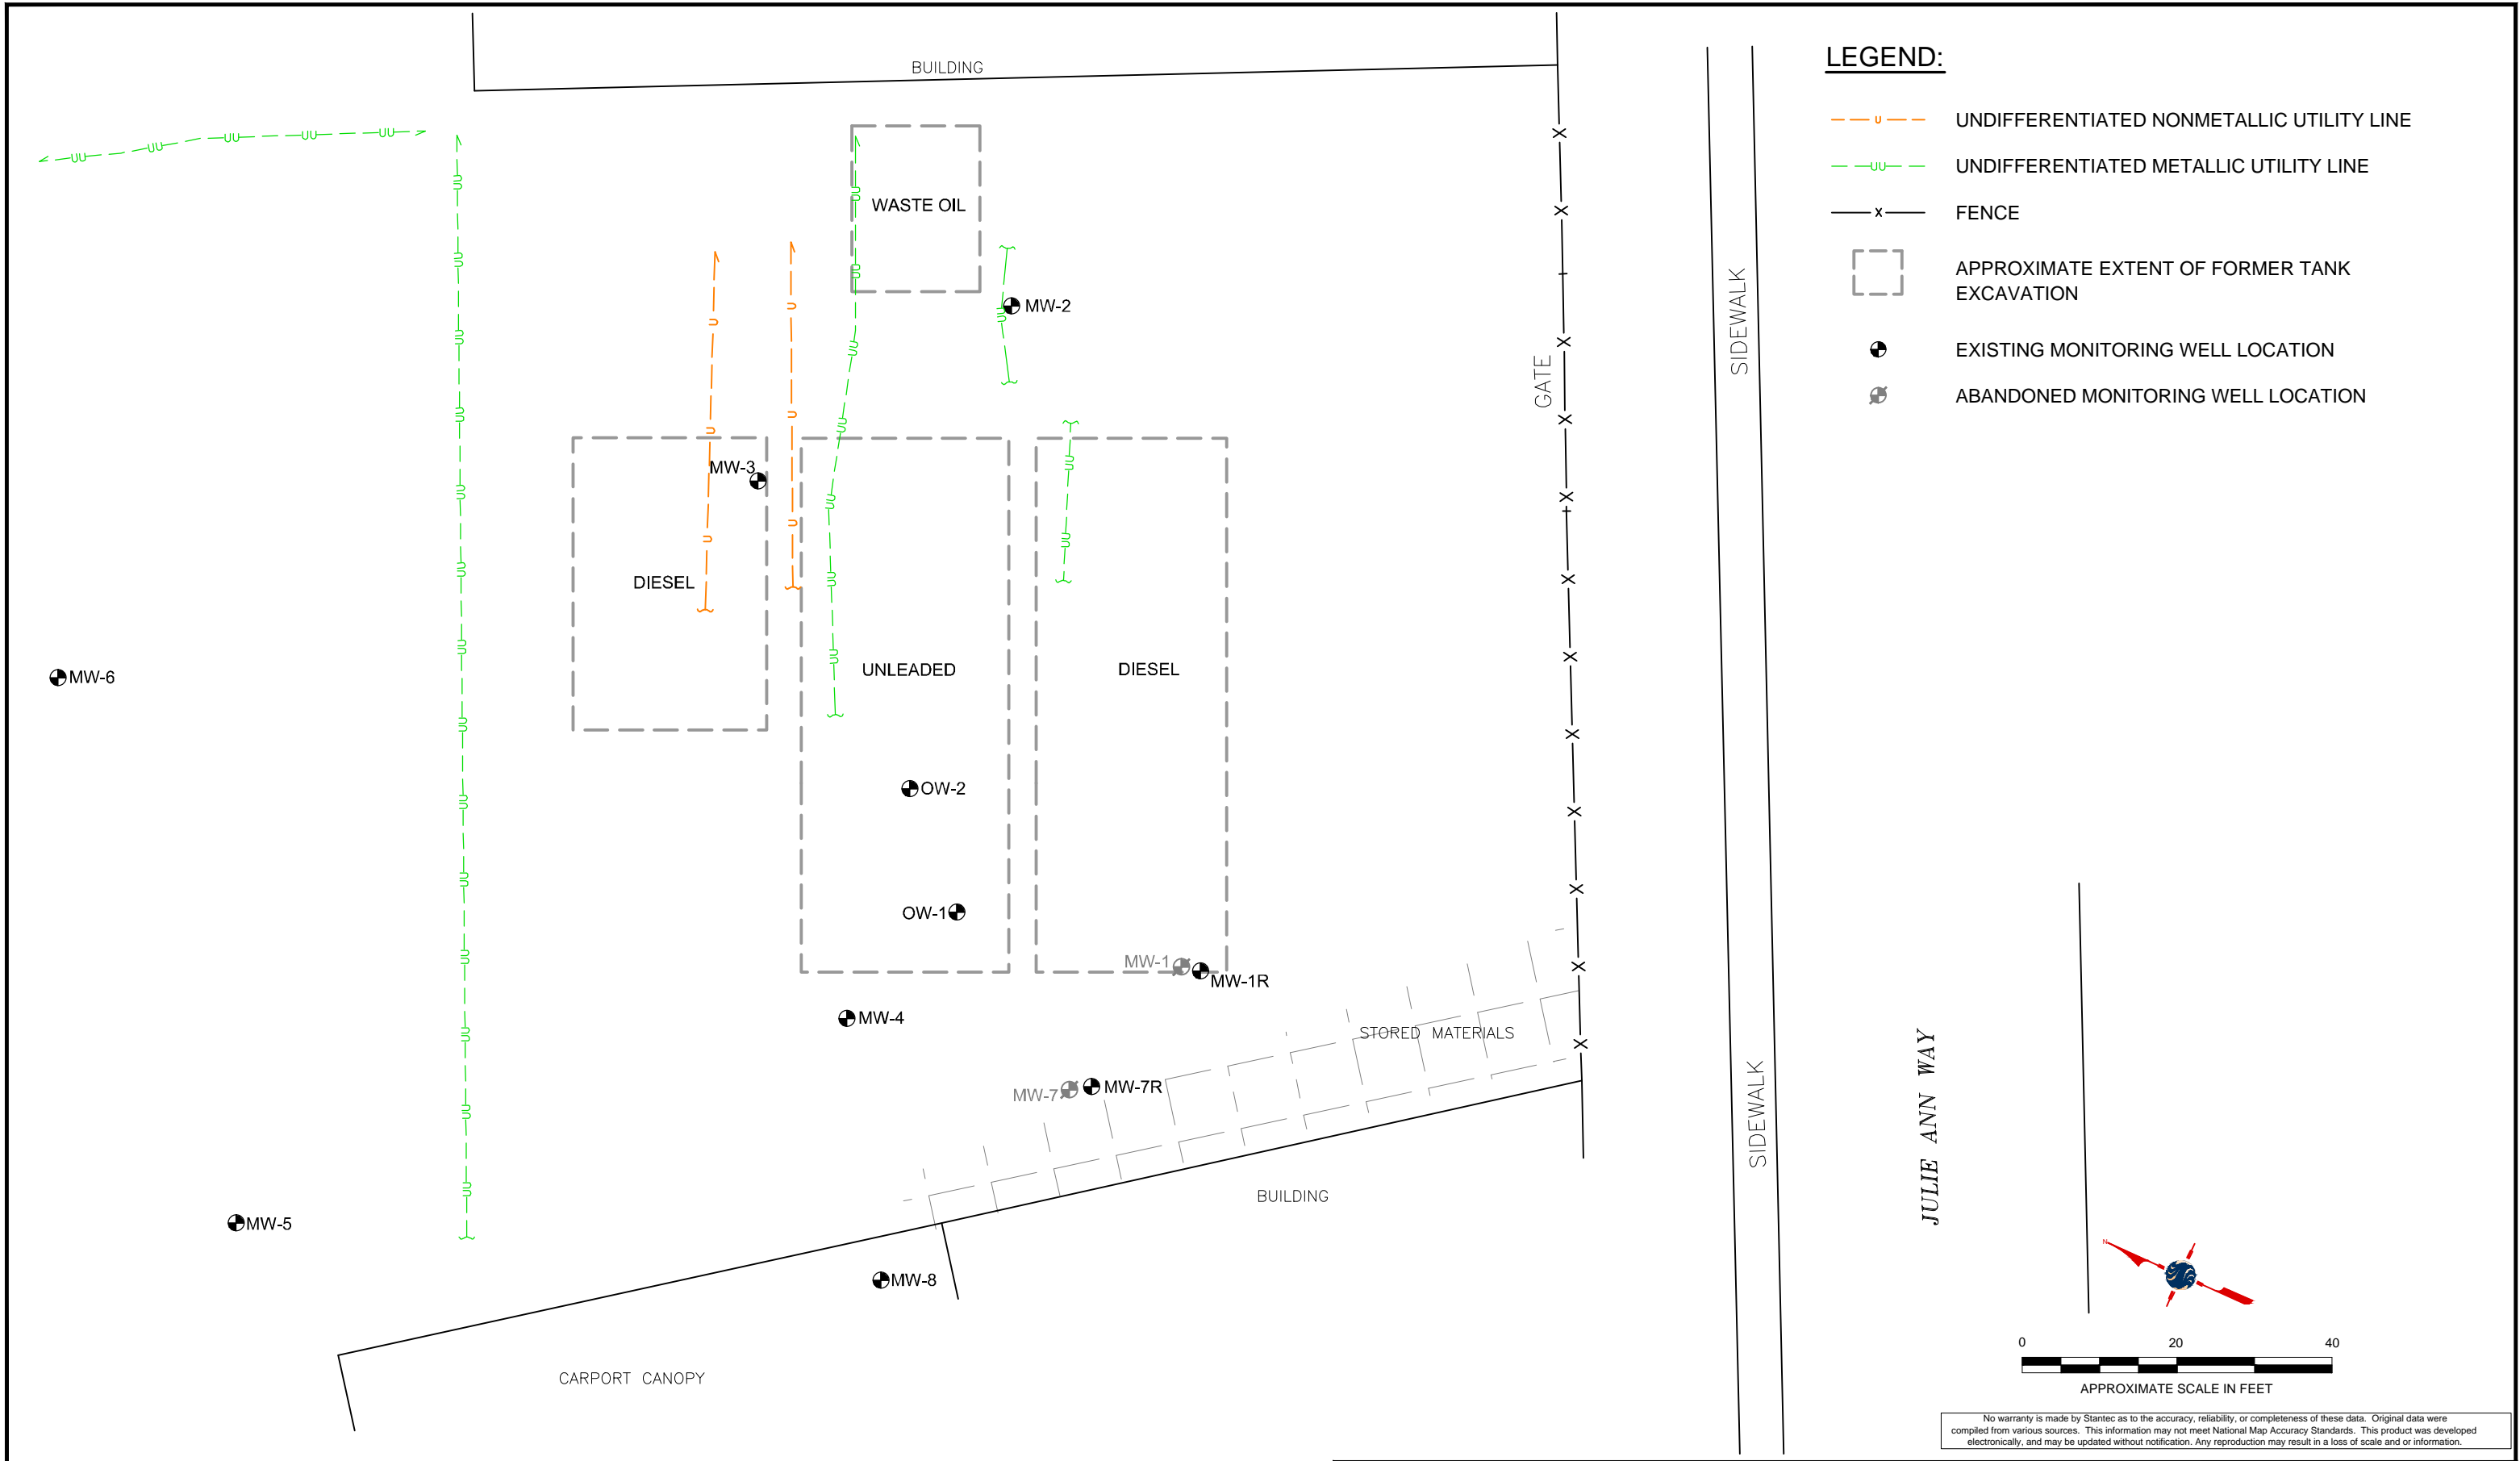 BUILDING
LEGEND:
U
UNDIFFERENTIATED NONMETALLIC UTILITY LINE
UU
UNDIFFERENTIATED METALLIC UTILITY LINE
X
FENCE
APPROXIMATE EXTENT OF FORMER TANK
EXCAVATION
EXISTING MONITORING WELL LOCATION
ABANDONED MONITORING WELL LOCATION
WASTE OIL
MW-2
SIDEWALK
GATE
MW-3
DIESEL
UNLEADED
DIESEL
MW-6
OW-2
OW-1
MW-1
MW-1R
MW-4
STORED MATERIALS
MW-7
MW-7R
SIDEWALK
JULIE ANN WAY
BUILDING
MW-5
MW-8
CARPORT CANOPY
N
0 20 40
APPROXIMATE SCALE IN FEET
No warranty is made by Stantec as to the accuracy, reliability, or completeness of these data. Original data were
compiled from various sources. This information may not meet National Map Accuracy Standards. This product was developed
electronically, and may be updated without notification. Any reproduction may result in a loss of scale and or information.